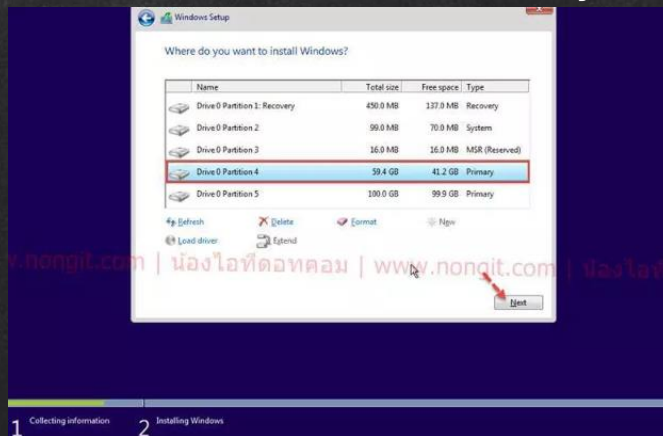 Windows Setup
Where do you want to install Windows?
Name Total size Free space Type
Drive 0 Partition 1: Recovery 450.0 MB 137.0 MB Recovery
Drive 0 Partition 2 99.0 MB 70.0 MB System
Drive 0 Partition 3 16.0 MB 16.0 MB MSR (Reserved)
Drive 0 Partition 4 59.4 GB 41.2 GB Primary
Drive 0 Partition 5 100.0 GB 99.9 GB Primary
Refresh Delete Format New
Load driver Extend
v.nongit.com | น้องไอทีดอทคอม | www.nongit.com | น้องไอที
Next
1 Collecting information 2 Installing Windows